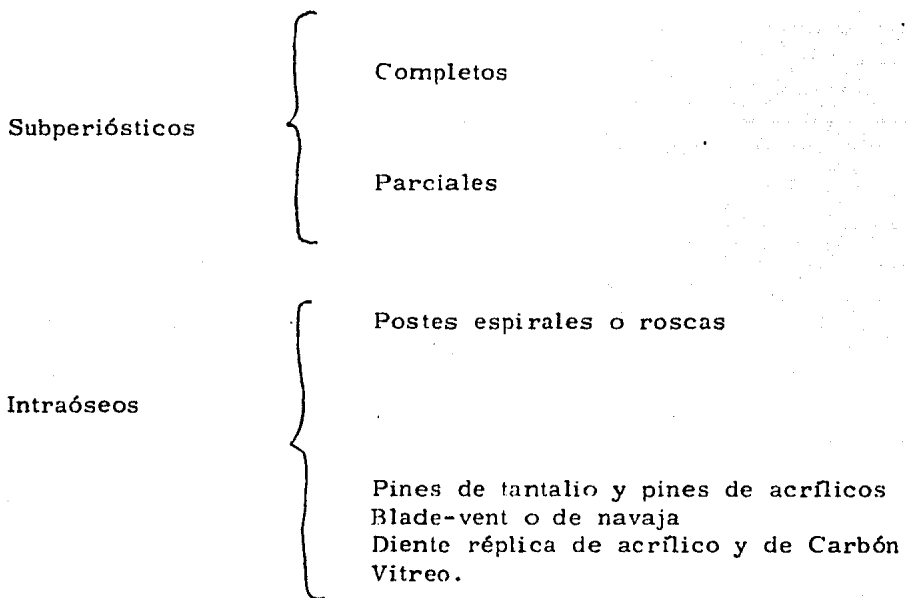 Completos
Subperiósticos
Parciales
Postes espirales o roscas
Intraóseos
Pines de tantalio y pines de acrílicos
Blade-vent o de navaja
Diente réplica de acrílico y de Carbón
Vitreo.